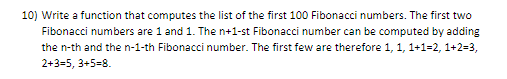 10) Write a function that computes the list of the first 100 Fibonacci numbers. The first two
Fibonacci numbers are 1 and 1. The n+1-st Fibonacci number can be computed by adding
the n-th and the n-1-th Fibonacci number. The first few are therefore 1, 1, 1+1=2, 1+2=3,
2+3=5, 3+5=8.